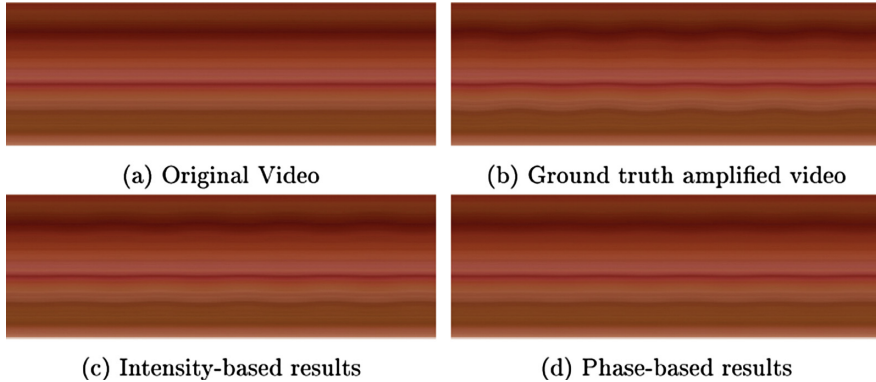 (a) Original Video
(b) Ground truth amplified video
(c) Intensity-based results
(d) Phase-based results